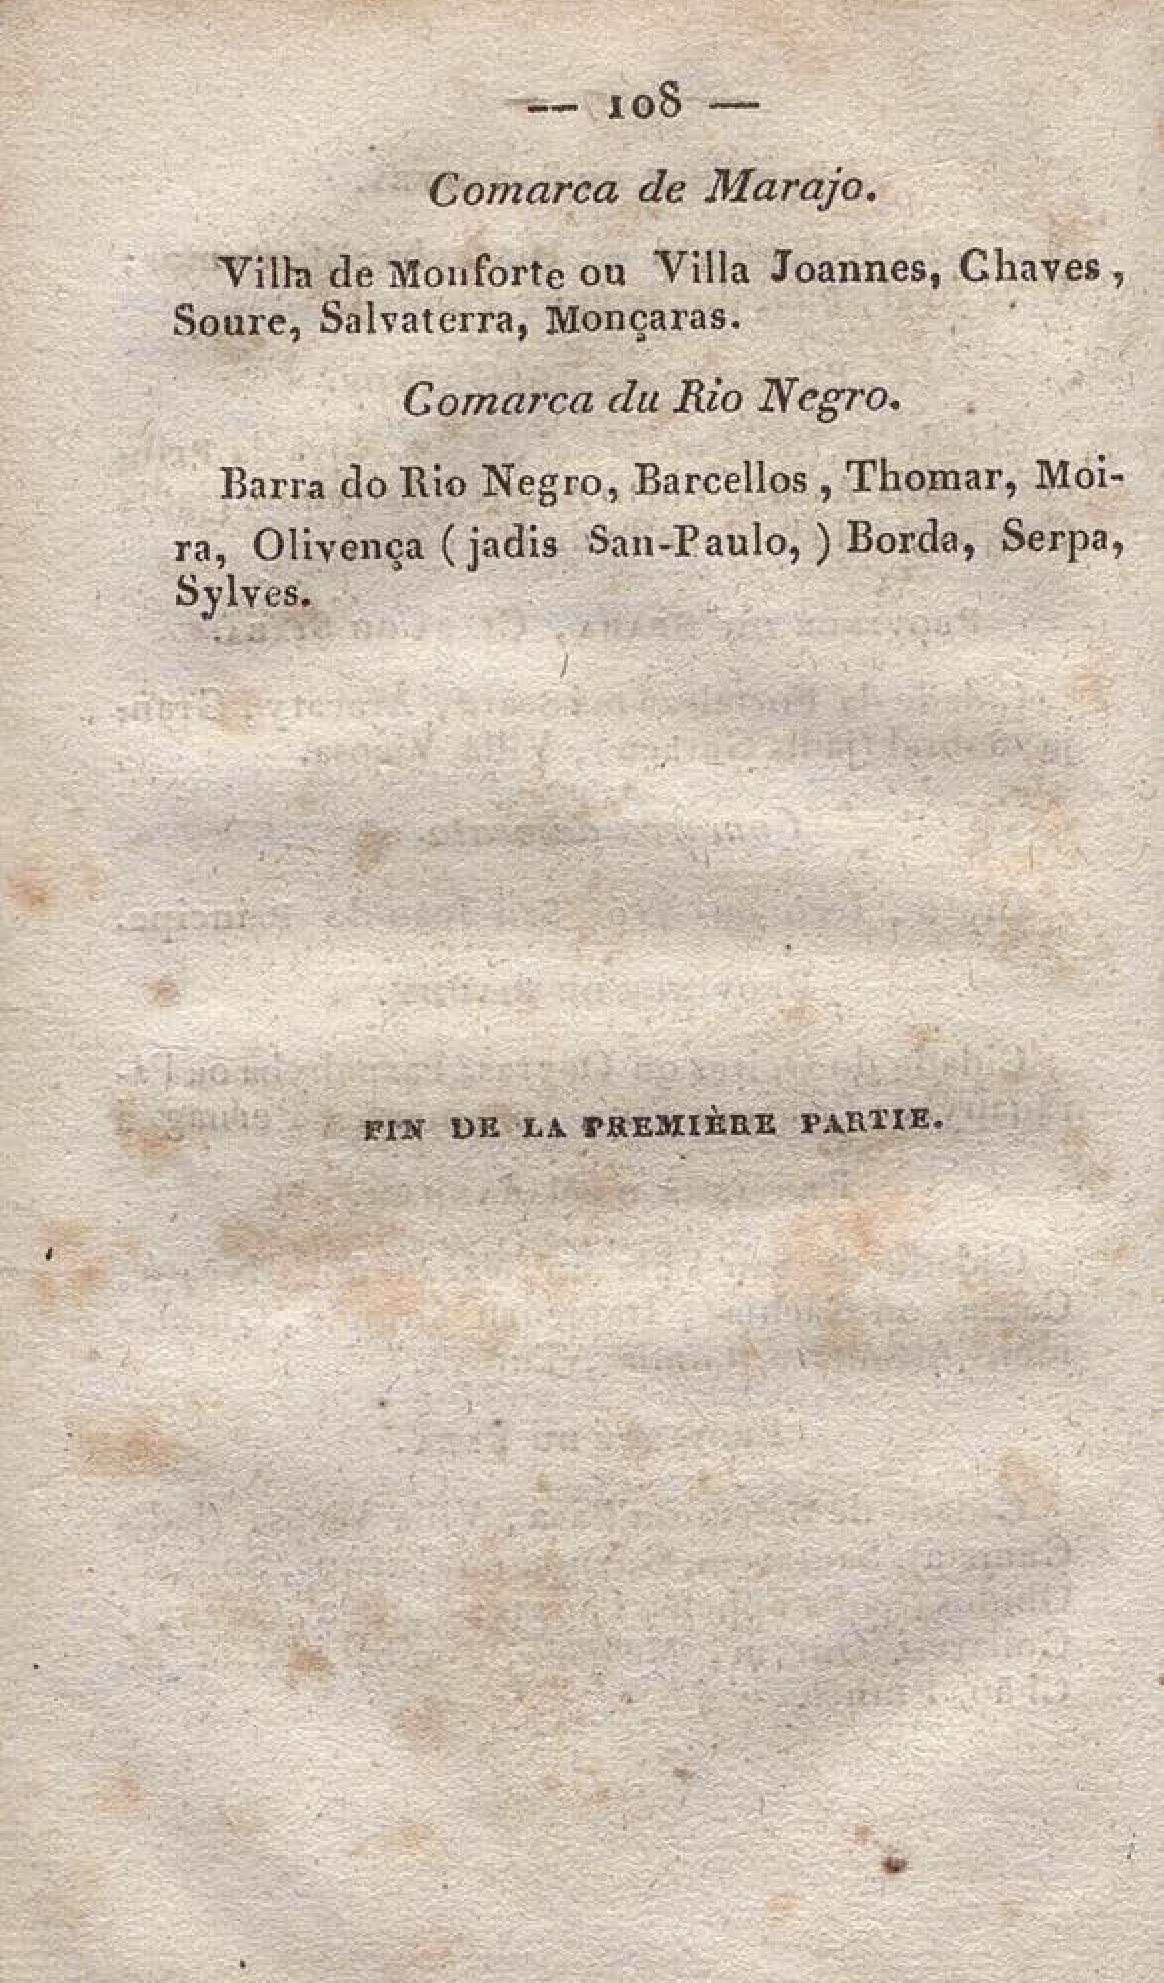 — 108 —
Comarca de Marajo.
Villa de Monforte ou Villa Joannes, Chaves,
Soure, Salvaterra, Monçaras.
Comarca du Rio Negro.
Barra do Rio Negro, Barcellos, Thomar, Moi-
ra, Olivença (jadis San-Paulo,) Borda, Serpa,
Sylves.
FIN DE LA PREMIÈRE PARTIE.